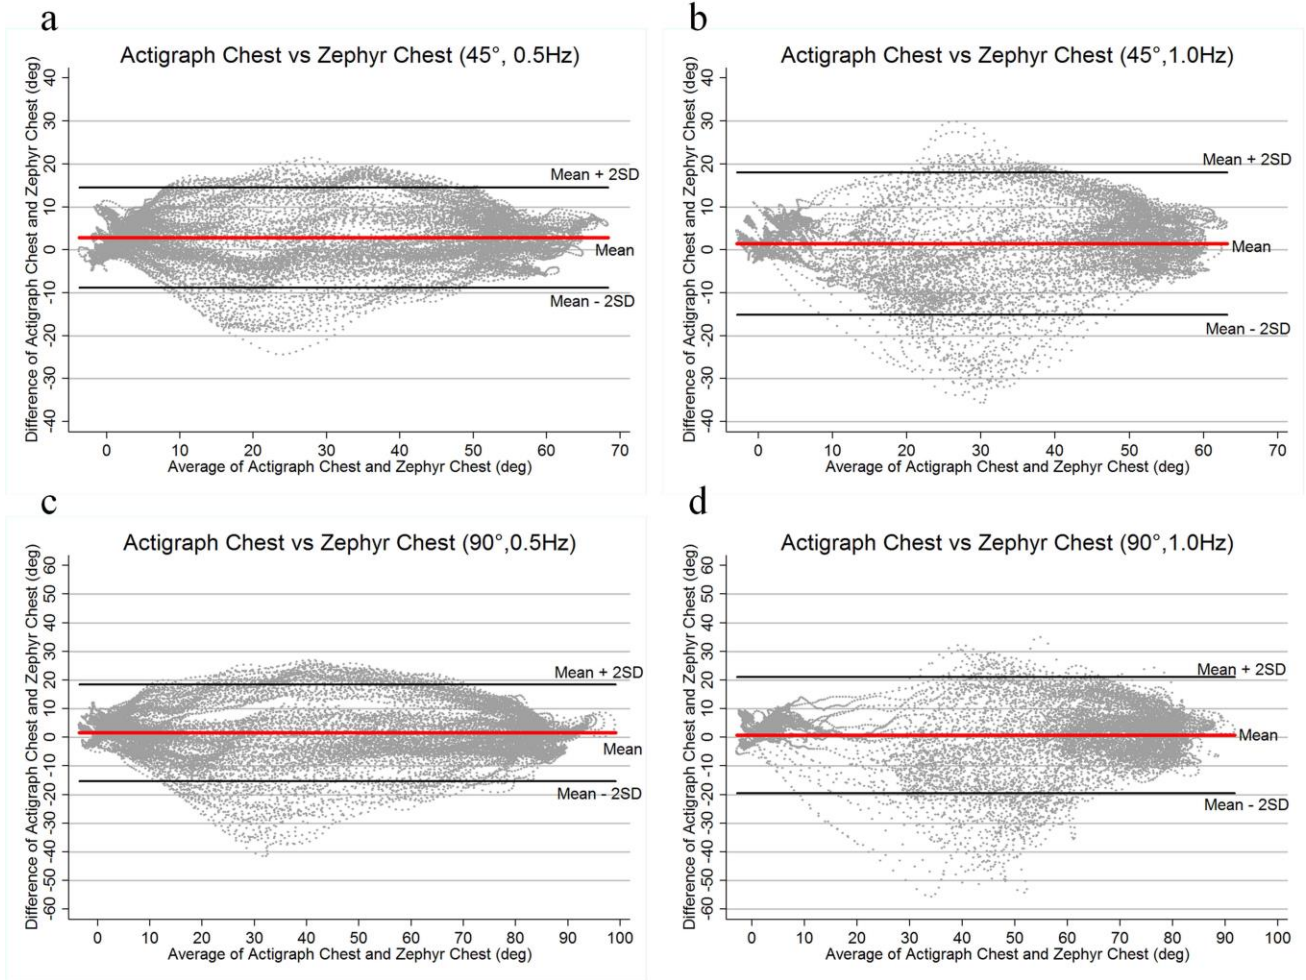 a
Actigraph Chest vs Zephyr Chest (45°, 0.5Hz)
Difference of Actigraph Chest and Zephyr Chest (deg)
40
30
20
10
0
-10
-20
-30
-40
Mean + 2SD
Mean
Mean - 2SD
0 10 20 30 40 50 60 70
Average of Actigraph Chest and Zephyr Chest (deg)
b
Actigraph Chest vs Zephyr Chest (45°,1.0Hz)
Difference of Actigraph Chest and Zephyr Chest (deg)
40
30
20
10
0
-10
-20
-30
-40
Mean + 2SD
Mean
Mean - 2SD
0 10 20 30 40 50 60 70
Average of Actigraph Chest and Zephyr Chest (deg)
c
Actigraph Chest vs Zephyr Chest (90°,0.5Hz)
Difference of Actigraph Chest and Zephyr Chest (deg)
60
50
40
30
20
10
0
-10
-20
-30
-40
-50
-60
Mean + 2SD
Mean
Mean - 2SD
0 10 20 30 40 50 60 70 80 90 100
Average of Actigraph Chest and Zephyr Chest (deg)
d
Actigraph Chest vs Zephyr Chest (90°,1.0Hz)
Difference of Actigraph Chest and Zephyr Chest (deg)
60
50
40
30
20
10
0
-10
-20
-30
-40
-50
-60
Mean + 2SD
Mean
Mean - 2SD
0 10 20 30 40 50 60 70 80 90 100
Average of Actigraph Chest and Zephyr Chest (deg)